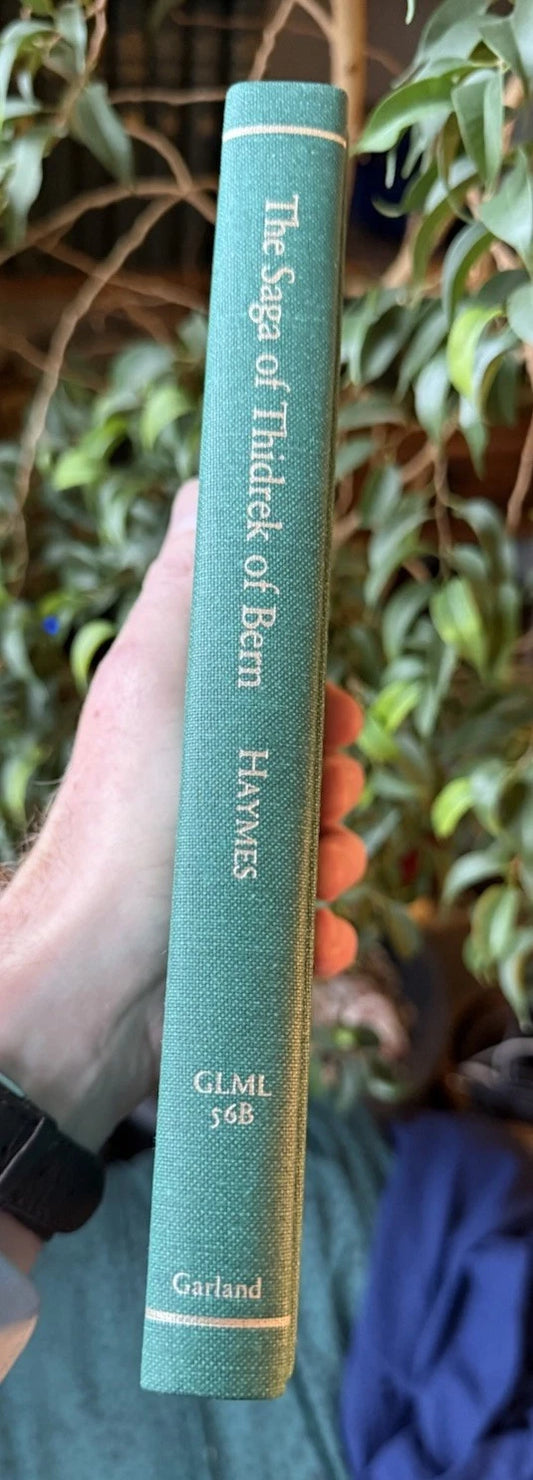 The Saga of Thidrek of Bern HAYMES
GLML
56B
Garland